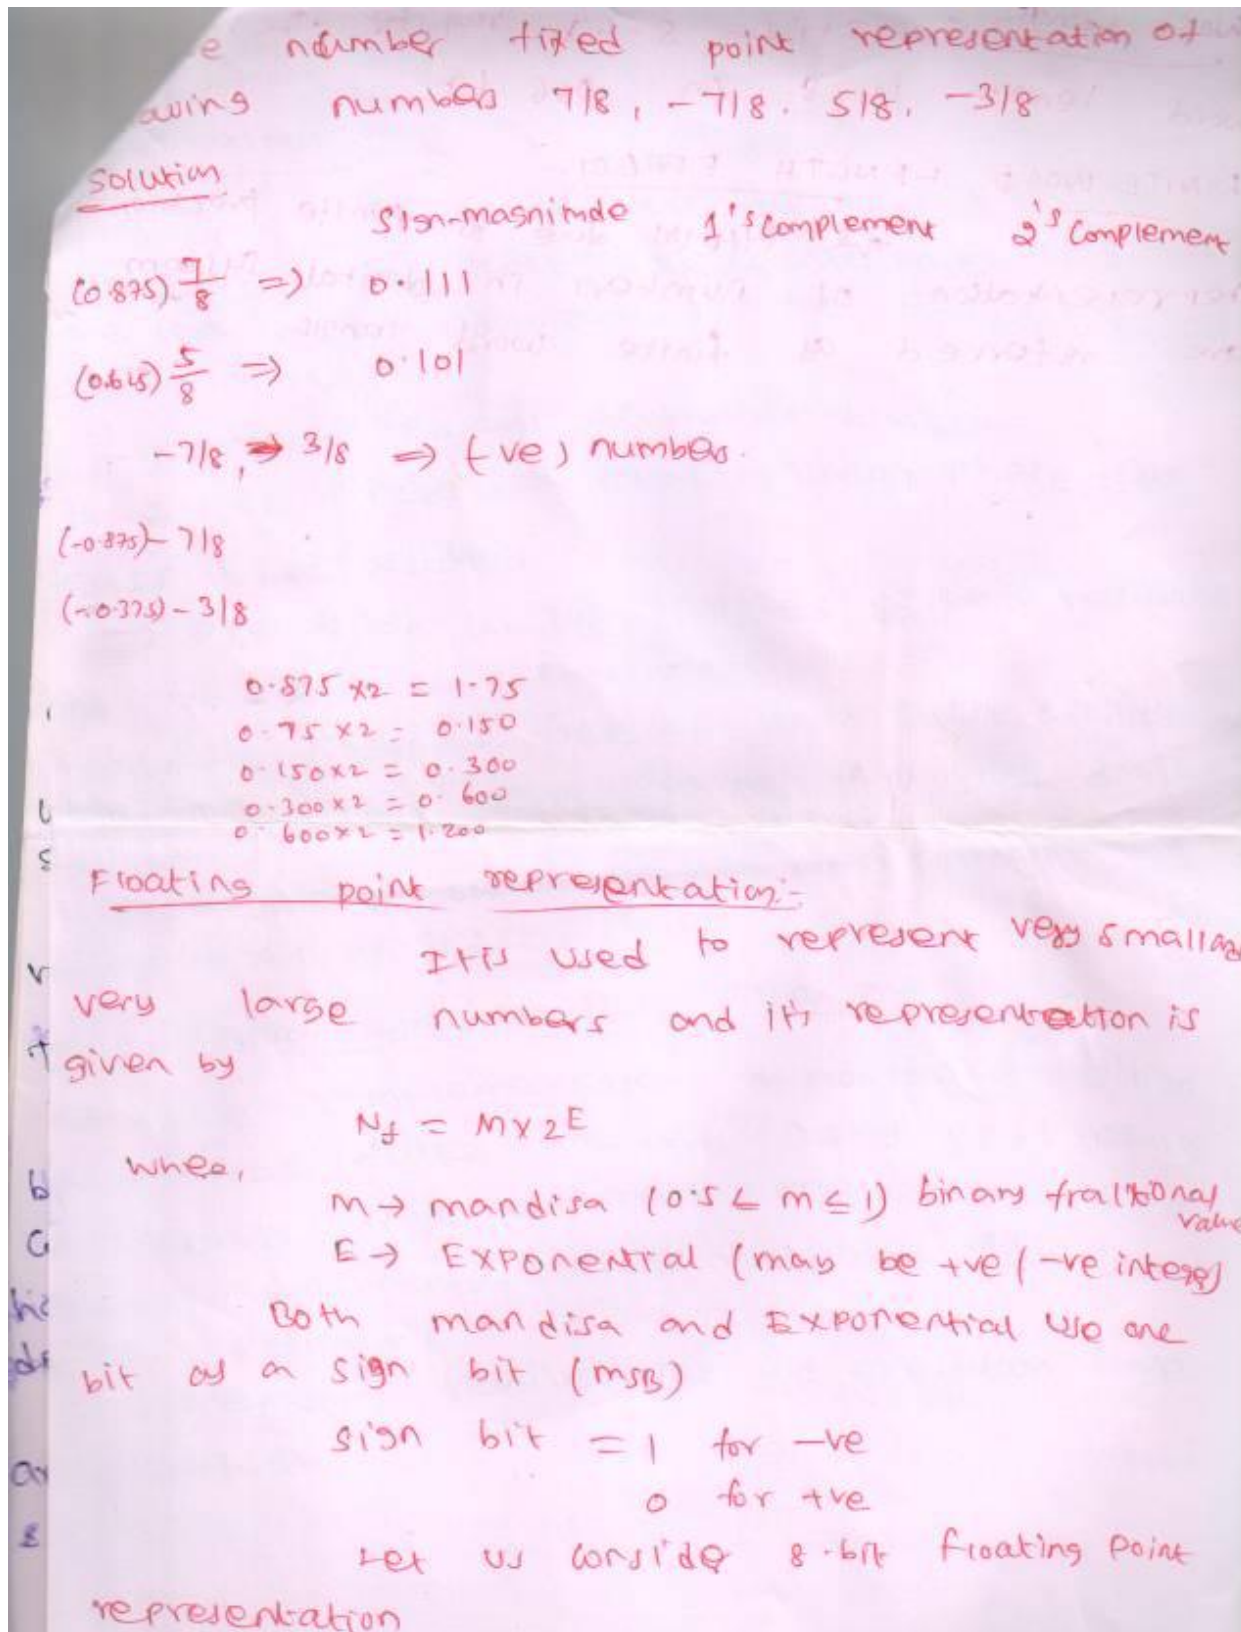 e number fixed point representation of
owing numbers 7/8, -7/8. 5/8. -3/8
Solution
Sign-magnitude 1's complement 2's complement
(0.875) 7/8 => 0.111
(0.625) 5/8 => 0.101
-7/8, 3/8 => (-ve) numbers.
(-0.875) - 7/8
(-0.375) - 3/8
0.875 x2 = 1.75
0.75 x2 = 0.150
0.150x2 = 0.300
0.300x2 = 0.600
0.600x2 = 1.200
Floating point representation:-
It is used to represent very small and
very large numbers and it's representation is
given by
Nf = M x 2E
where,
M → mandisa (0.5 ≤ m ≤ 1) binary fractional value
E → Exponential (may be +ve / -ve integer)
Both mandisa and Exponential use one
bit as a sign bit (MSB)
sign bit = 1 for -ve
0 for +ve
Let us consider 8-bit floating point
representation